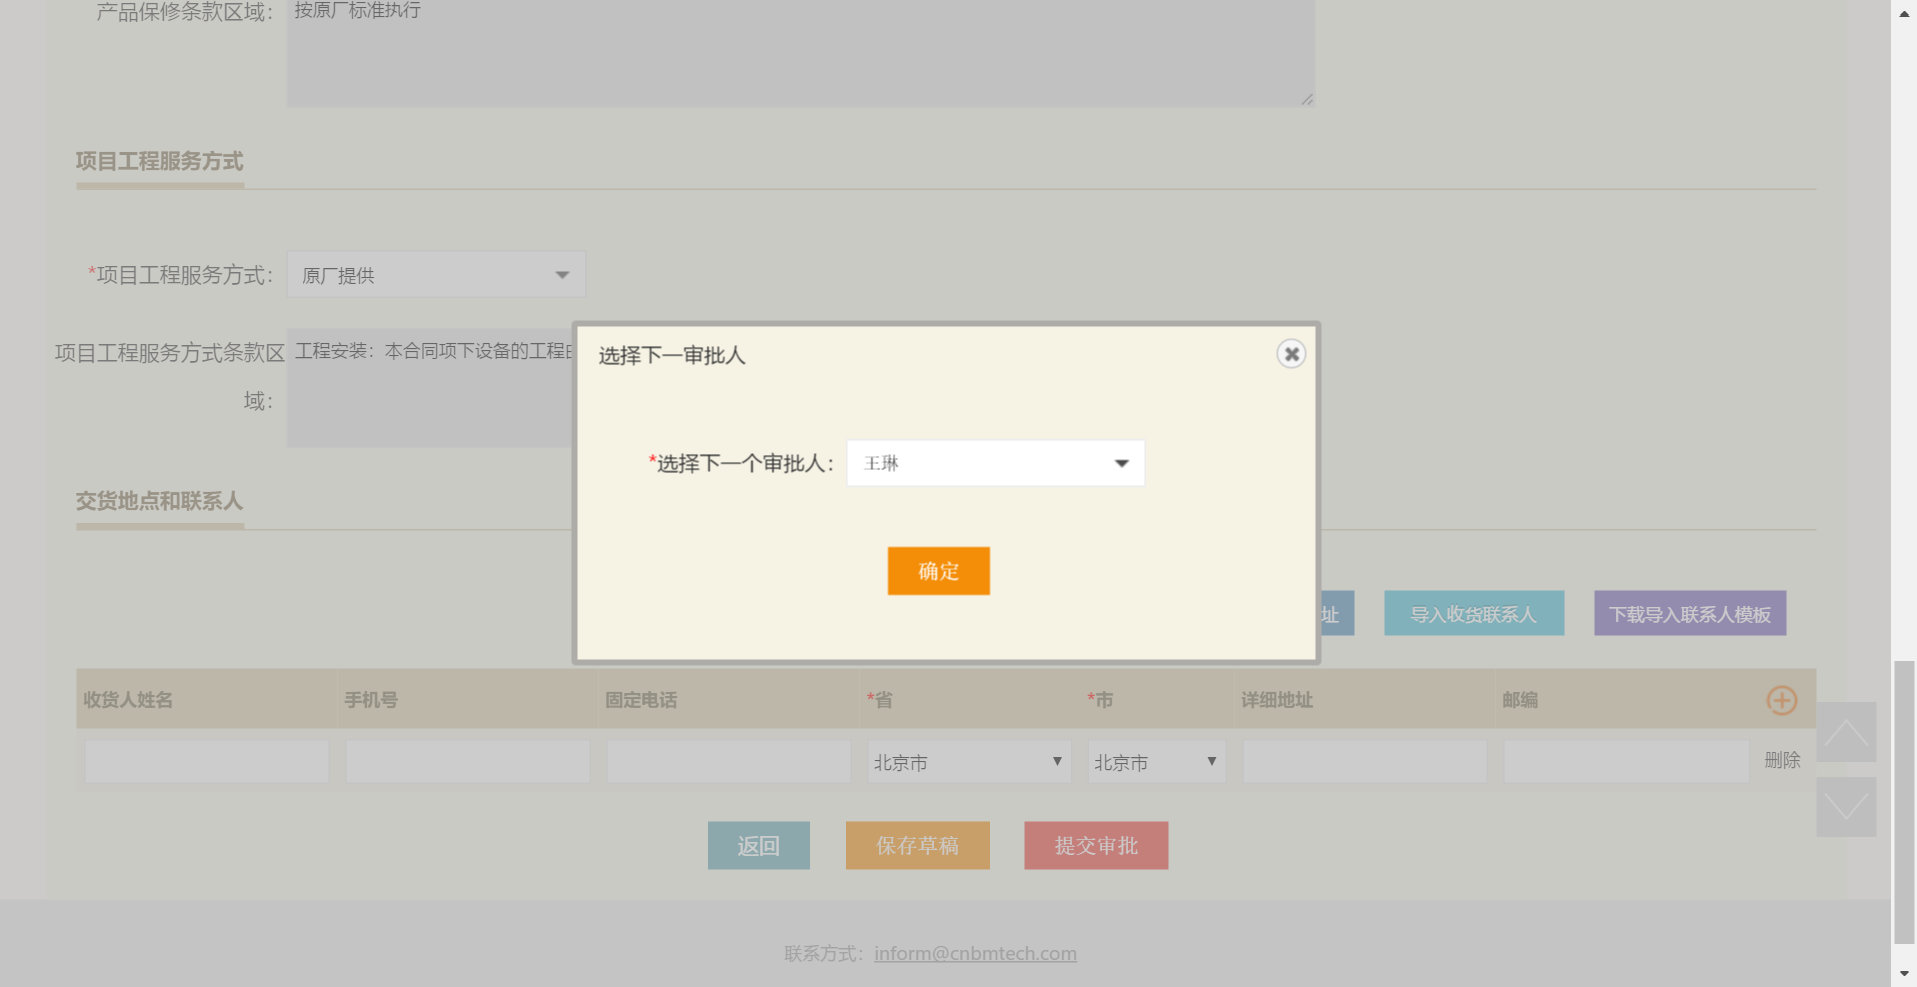 产品保修条款区域：
按原厂标准执行
项目工程服务方式
*项目工程服务方式：
原厂提供
项目工程服务方式条款区域：
工程安装：本合同项下设备的工程
选择下一审批人
*选择下一个审批人：
王琳
确定
交货地点和联系人
址
导入收货联系人
下载导入联系人模板
收货人姓名 手机号 固定电话 *省 *市 详细地址 邮编
北京市 北京市 删除
返回 保存草稿 提交审批
联系方式：inform@cnbmtech.com